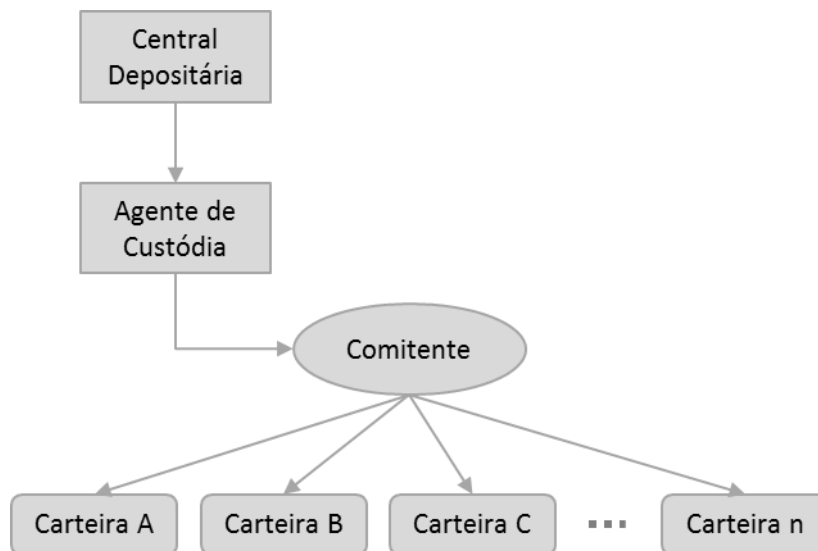 Central
Depositária
Agente de
Custódia
Comitente
Carteira A
Carteira B
Carteira C
...
Carteira n